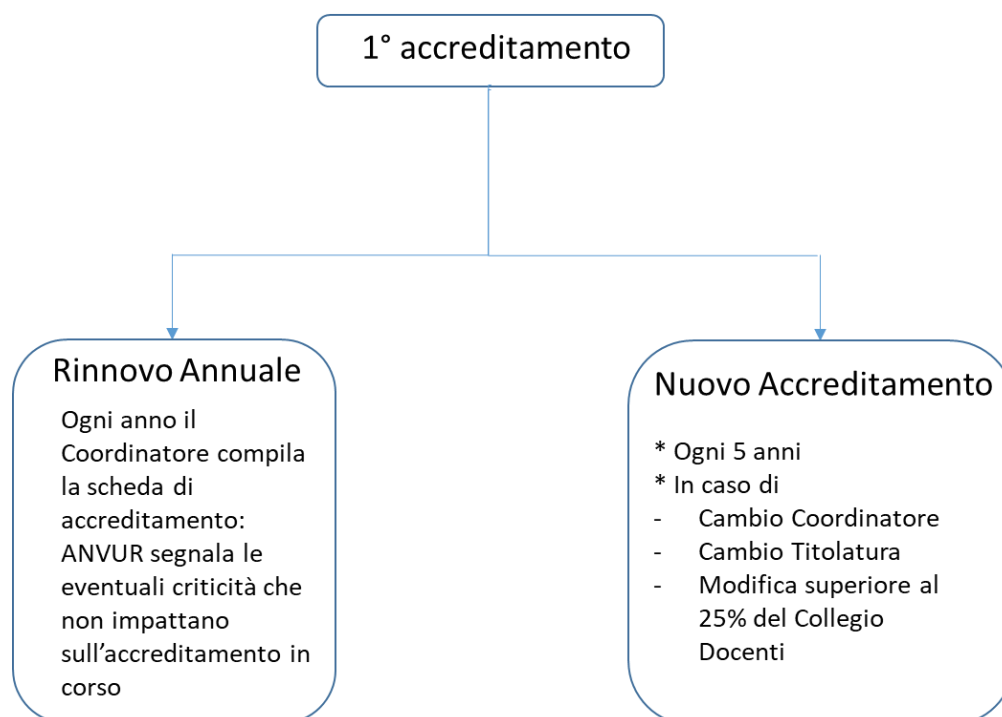 1° accreditamento
Rinnovo Annuale
Ogni anno il
Coordinatore compila
la scheda di
accreditamento:
ANVUR segnala le
eventuali criticità che
non impattano
sull'accreditamento in
corso
Nuovo Accreditamento
* Ogni 5 anni
* In caso di
- Cambio Coordinatore
- Cambio Titolatura
- Modifica superiore al
25% del Collegio
Docenti